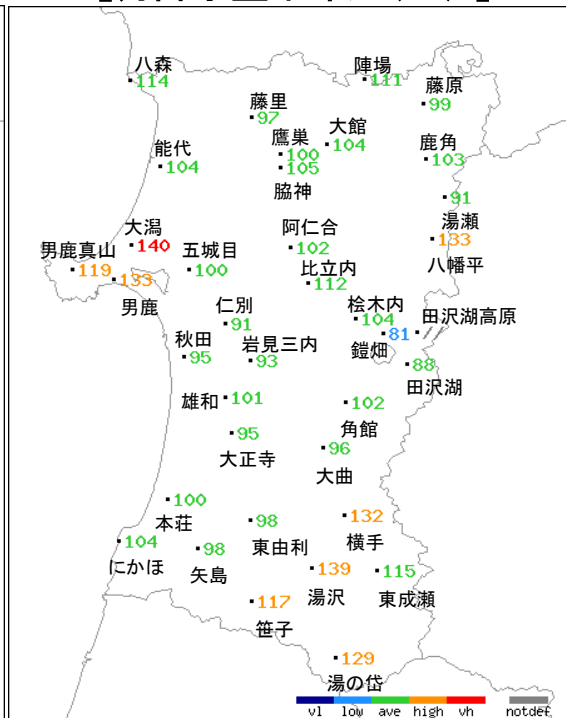 八森
114
陣場
111
藤原
99
藤里
97
大館
104
鷹巣
100
鹿角
103
能代
104
105
脇神
91
湯瀬
大潟
140
阿仁合
102
133
八幡平
男鹿真山
119
五城目
100
133
男鹿
比立内
112
仁別
91
桧木内
104
田沢湖高原
81
鎧畑
秋田
95
岩見三内
93
88
田沢湖
雄和
101
102
角館
95
大正寺
96
大曲
100
本荘
98
東由利
132
横手
104
にかほ
98
矢島
139
湯沢
115
東成瀬
117
笹子
129
湯の岱
vl low ave high vh notdef